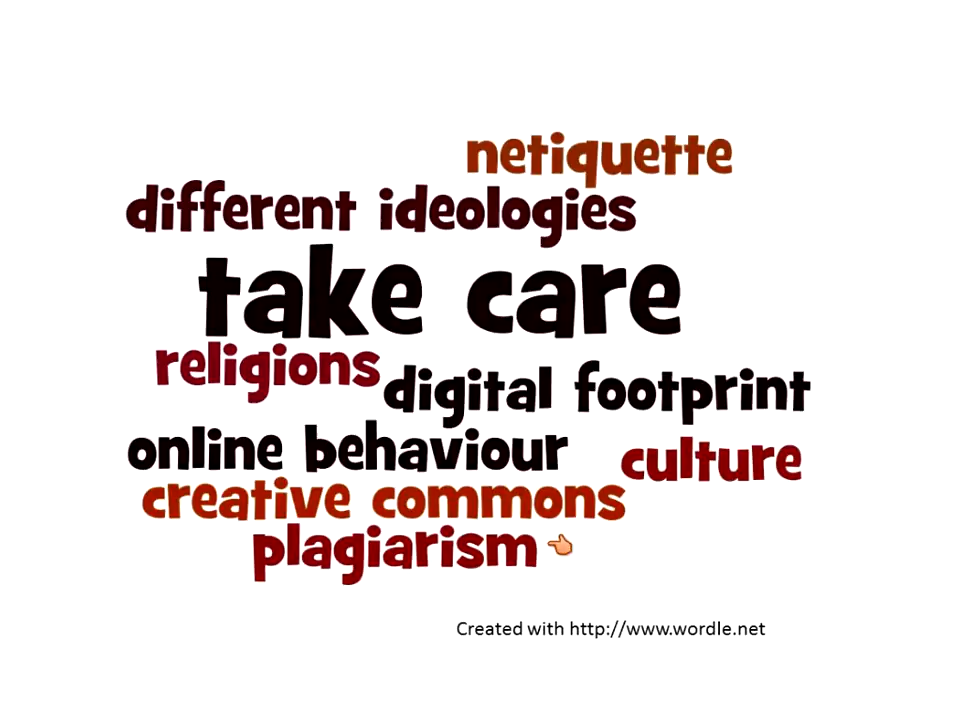 netiquette
different ideologies
take care
religions
digital footprint
online behaviour
culture
creative commons
plagiarism
Created with http://www.wordle.net